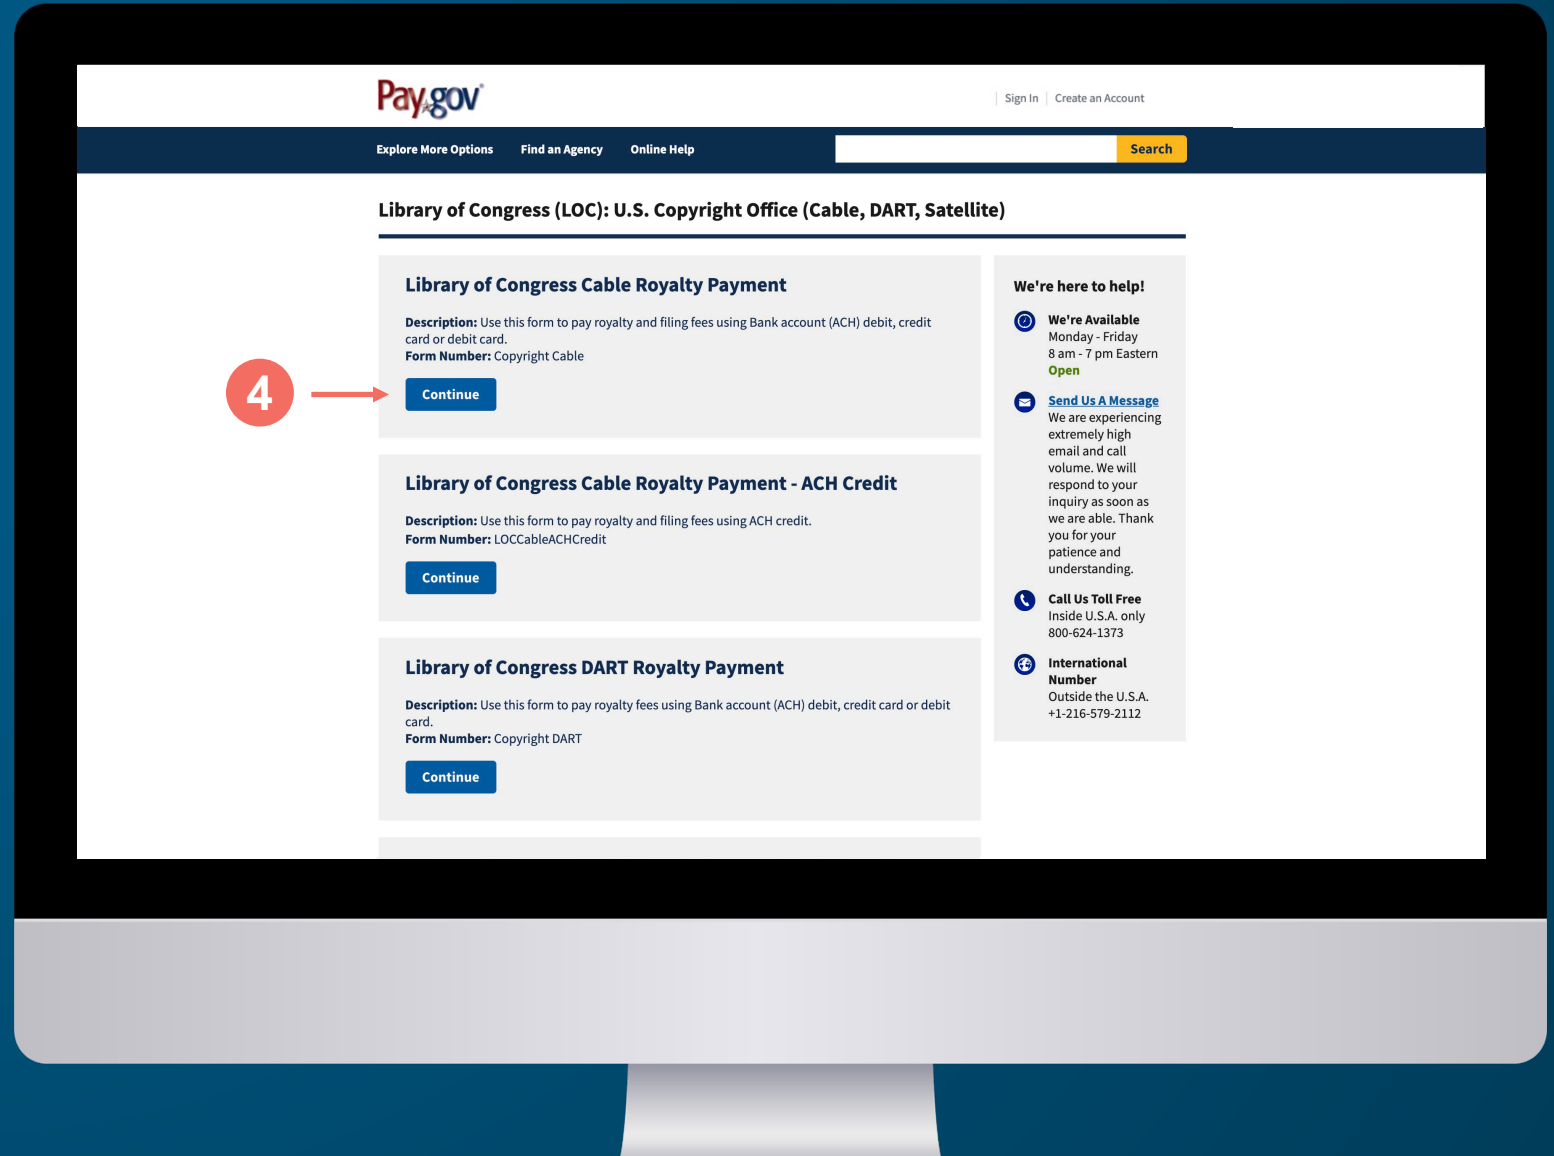 Pay.gov
Sign In | Create an Account
Explore More Options Find an Agency Online Help Search
Library of Congress (LOC): U.S. Copyright Office (Cable, DART, Satellite)
Library of Congress Cable Royalty Payment
Description: Use this form to pay royalty and filing fees using Bank account (ACH) debit, credit
card or debit card.
Form Number: Copyright Cable
4
Continue
Library of Congress Cable Royalty Payment - ACH Credit
Description: Use this form to pay royalty and filing fees using ACH credit.
Form Number: LOCCableACHCredit
Continue
Library of Congress DART Royalty Payment
Description: Use this form to pay royalty fees using Bank account (ACH) debit, credit card or debit
card.
Form Number: Copyright DART
Continue
We're here to help!
We're Available
Monday - Friday
8 am - 7 pm Eastern
Open
Send Us A Message
We are experiencing
extremely high
email and call
volume. We will
respond to your
inquiry as soon as
we are able. Thank
you for your
patience and
understanding.
Call Us Toll Free
Inside U.S.A. only
800-624-1373
International
Number
Outside the U.S.A.
+1-216-579-2112